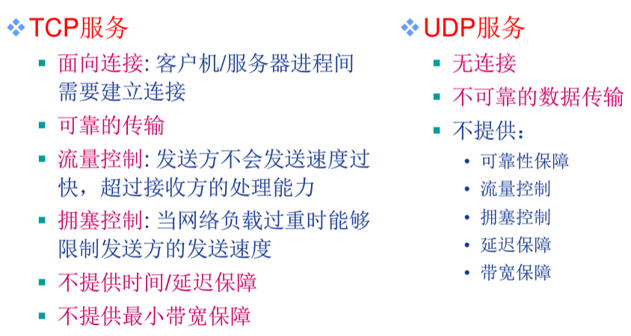 TCP服务
面向连接: 客户机/服务器进程间
需要建立连接
可靠的传输
流量控制: 发送方不会发送速度过
快，超过接收方的处理能力
拥塞控制: 当网络负载过重时能够
限制发送方的发送速度
不提供时间/延迟保障
不提供最小带宽保障
UDP服务
无连接
不可靠的数据传输
不提供：
可靠性保障
流量控制
拥塞控制
延迟保障
带宽保障